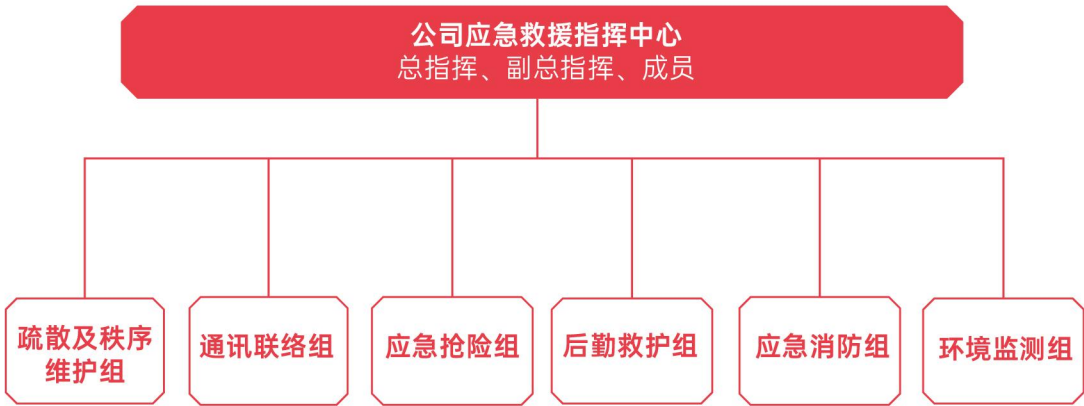 公司应急救援指挥中心
总指挥、副总指挥、成员
疏散及秩序
维护组
通讯联络组
应急抢险组
后勤救护组
应急消防组
环境监测组